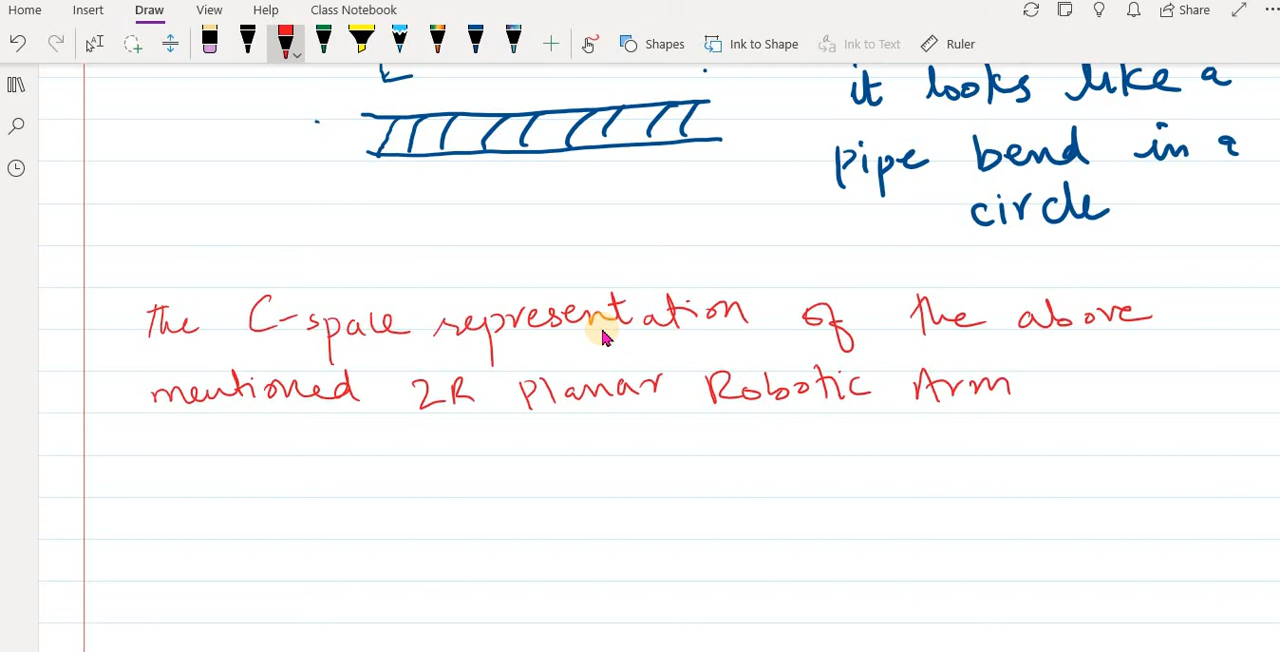 Home Insert Draw View Help Class Notebook Share
Shapes Ink to Shape Ink to Text Ruler
it looks like a
pipe bend in a
circle
The C-space representation of the above
mentioned 2R planar Robotic Arm